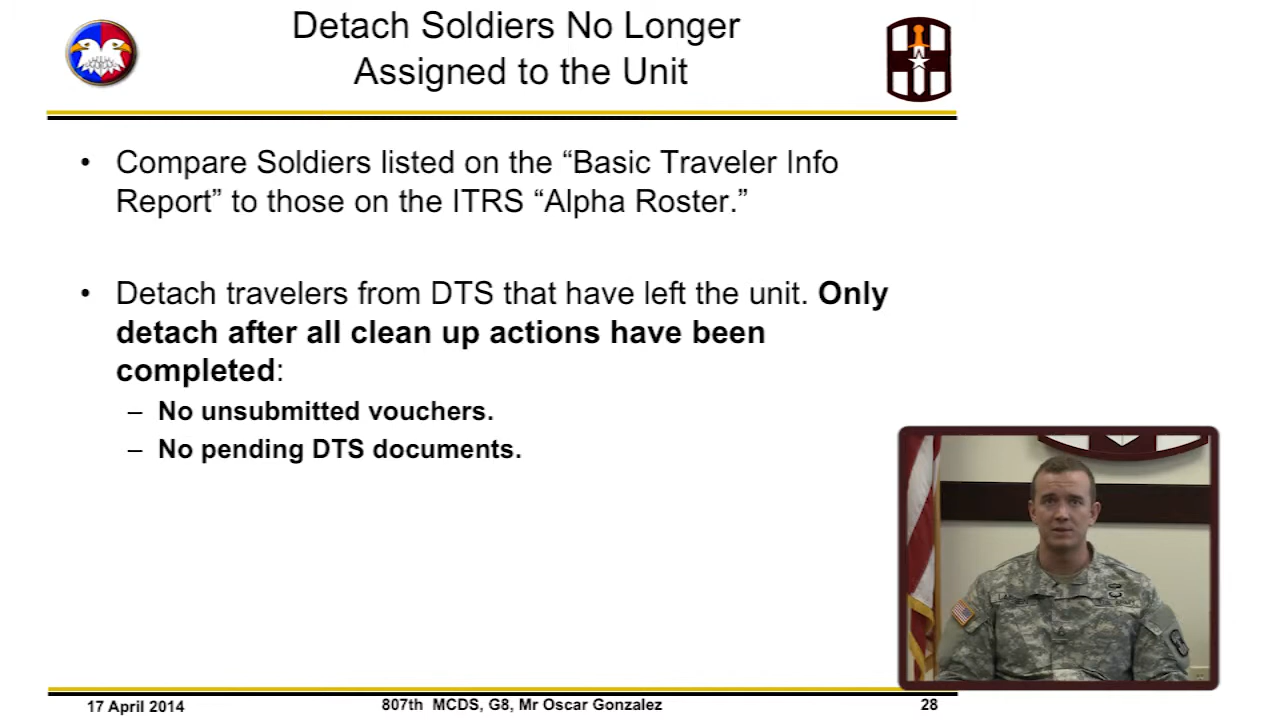 Detach Soldiers No Longer
Assigned to the Unit
• Compare Soldiers listed on the “Basic Traveler Info
Report” to those on the ITRS “Alpha Roster.”
• Detach travelers from DTS that have left the unit. Only
detach after all clean up actions have been
completed:
– No unsubmitted vouchers.
– No pending DTS documents.
17 April 2014
807th MCDS, G8, Mr Oscar Gonzalez
28